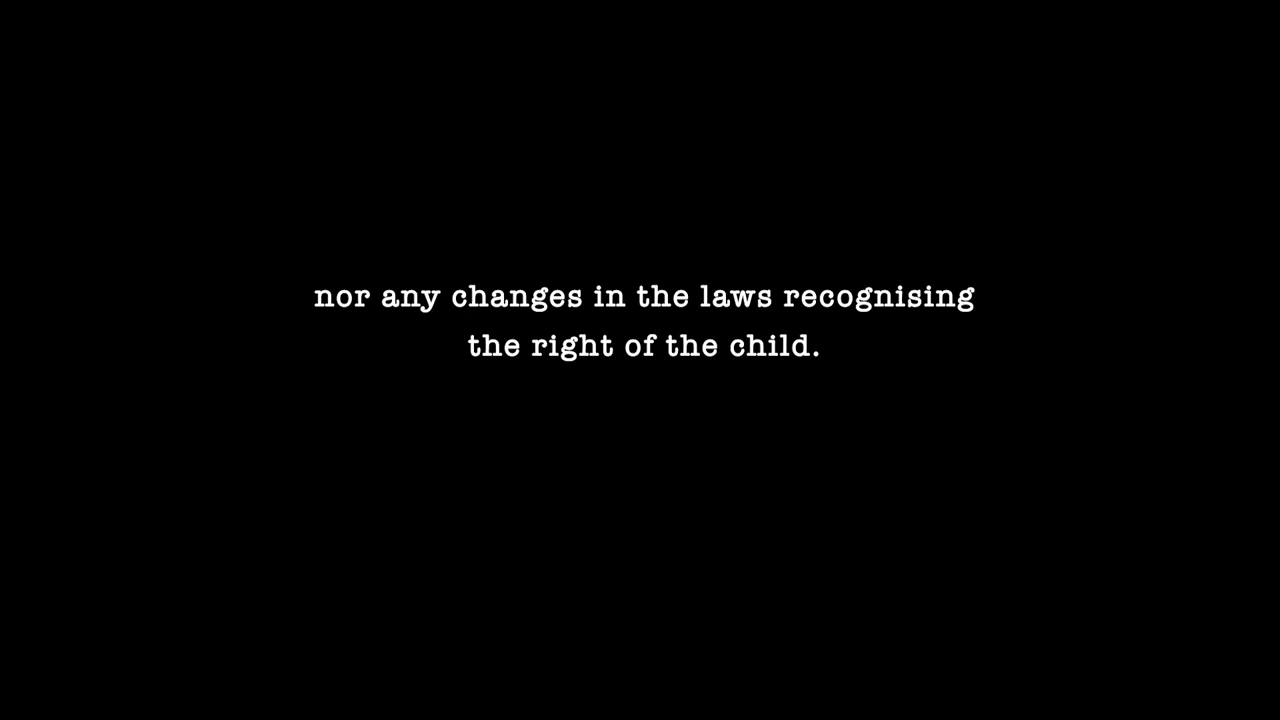 nor any changes in the laws recognising
the right of the child.